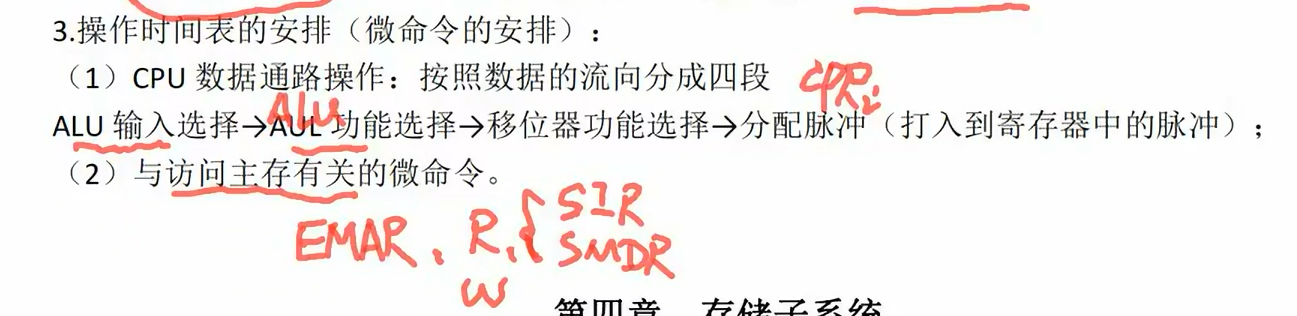 3.操作时间表的安排（微命令的安排）：
（1）CPU 数据通路操作：按照数据的流向分成四段 CPRi
ALU
ALU 输入选择→AUL 功能选择→移位器功能选择→分配脉冲（打入到寄存器中的脉冲）；
（2）与访问主存有关的微命令。
EMAR、R、{ SIR
SMDR
W
第四章 存储子系统